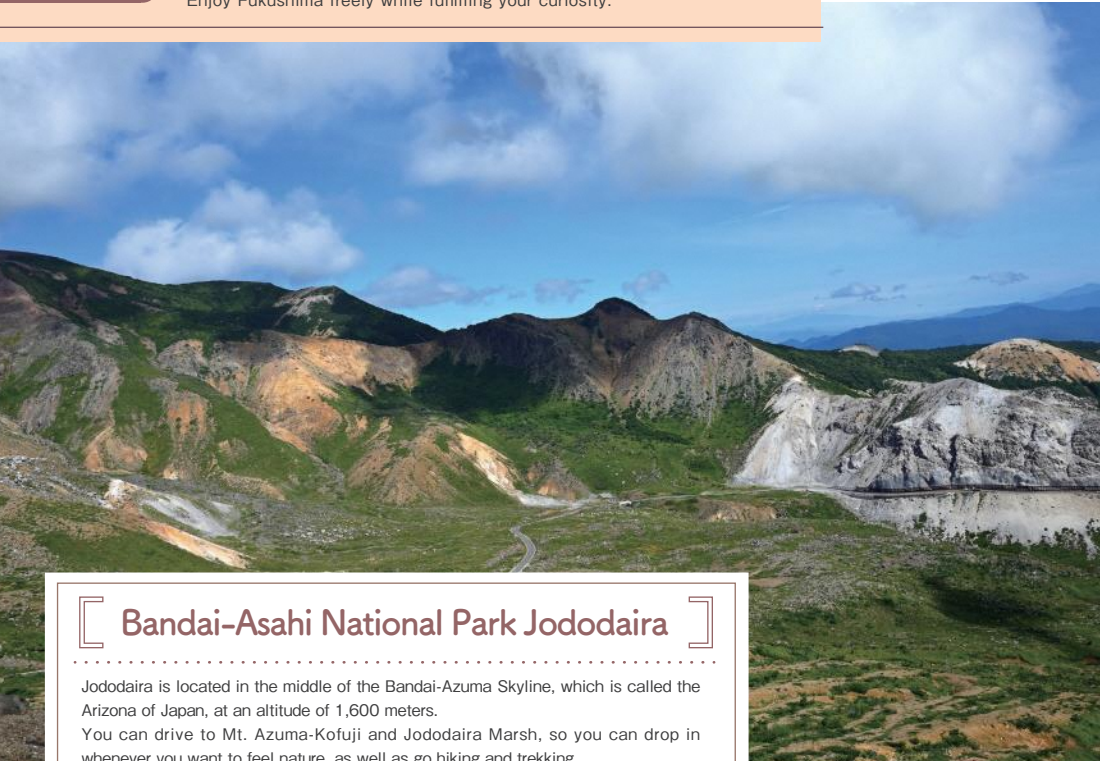 Enjoy Fukushima freely while fulfilling your curiosity.
Bandai-Asahi National Park Jododaira
Jododaira is located in the middle of the Bandai-Azuma Skyline, which is called the
Arizona of Japan, at an altitude of 1,600 meters.
You can drive to Mt. Azuma-Kofuji and Jododaira Marsh, so you can drop in
whenever you want to feel nature, as well as go hiking and trekking.